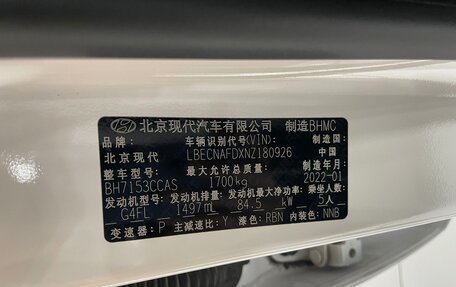 北京现代汽车有限公司 制造BHMC
品牌: 车辆识别代号(VIN): 制造国:
北京现代 LBECNAFDXNZ180926 中国
整车型号: 最大允许总质量: 制造年月:
BH7153CCAS 1700kg 2022-01
发动机型号: 发动机排量: 发动机最大净功率: 乘坐人数:
G4FL 1497mL 84.5 kW 5人
变速器: P 主减速比: Y 漆色: RBN 内装色: NNB